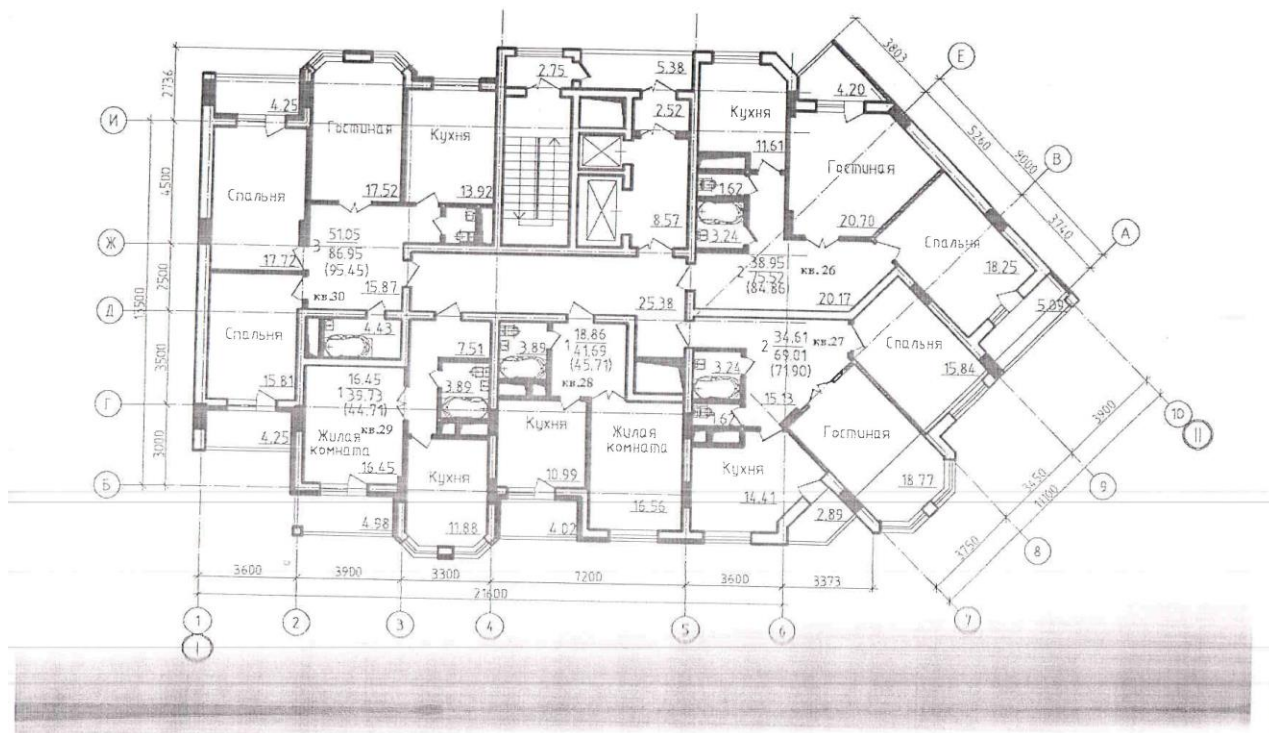 3803
Е
2736
2.75
5.38
4.20
4.25
2.52
И
Гостиная
Кухня
Кухня
5260
В
9000
11.61
Гостиная
4500
1.62
3740
Спальня
17.52
13.92
А
8.57
3.24
20.70
Спальня
Ж
51.05
3
86.95
(95.45)
17.72
38.95
2
75.52
(84.86)
кв.26
18.25
13500
2500
кв.30
15.87
25.38
20.17
5.09
Д
4.43
18.86
1
41.69
(45.71)
34.61
2
69.01
(71.90)
кв.27
Спальня
Спальня
7.51
3.89
3500
16.45
1
39.73
(44.71)
3.89
кв.28
3.24
15.84
15.81
15.13
Г
кв.29
1.62
3900
10
II
Жилая
комната
Кухня
Жилая
комната
Гостиная
4.25
3000
Кухня
Кухня
16.45
10.99
18.77
9
Б
14.41
3450
11100
16.56
2.89
4.98
11.88
4.02
8
3750
3600
3900
3300
7200
3600
3373
21600
1
2
3
4
5
6
7
I